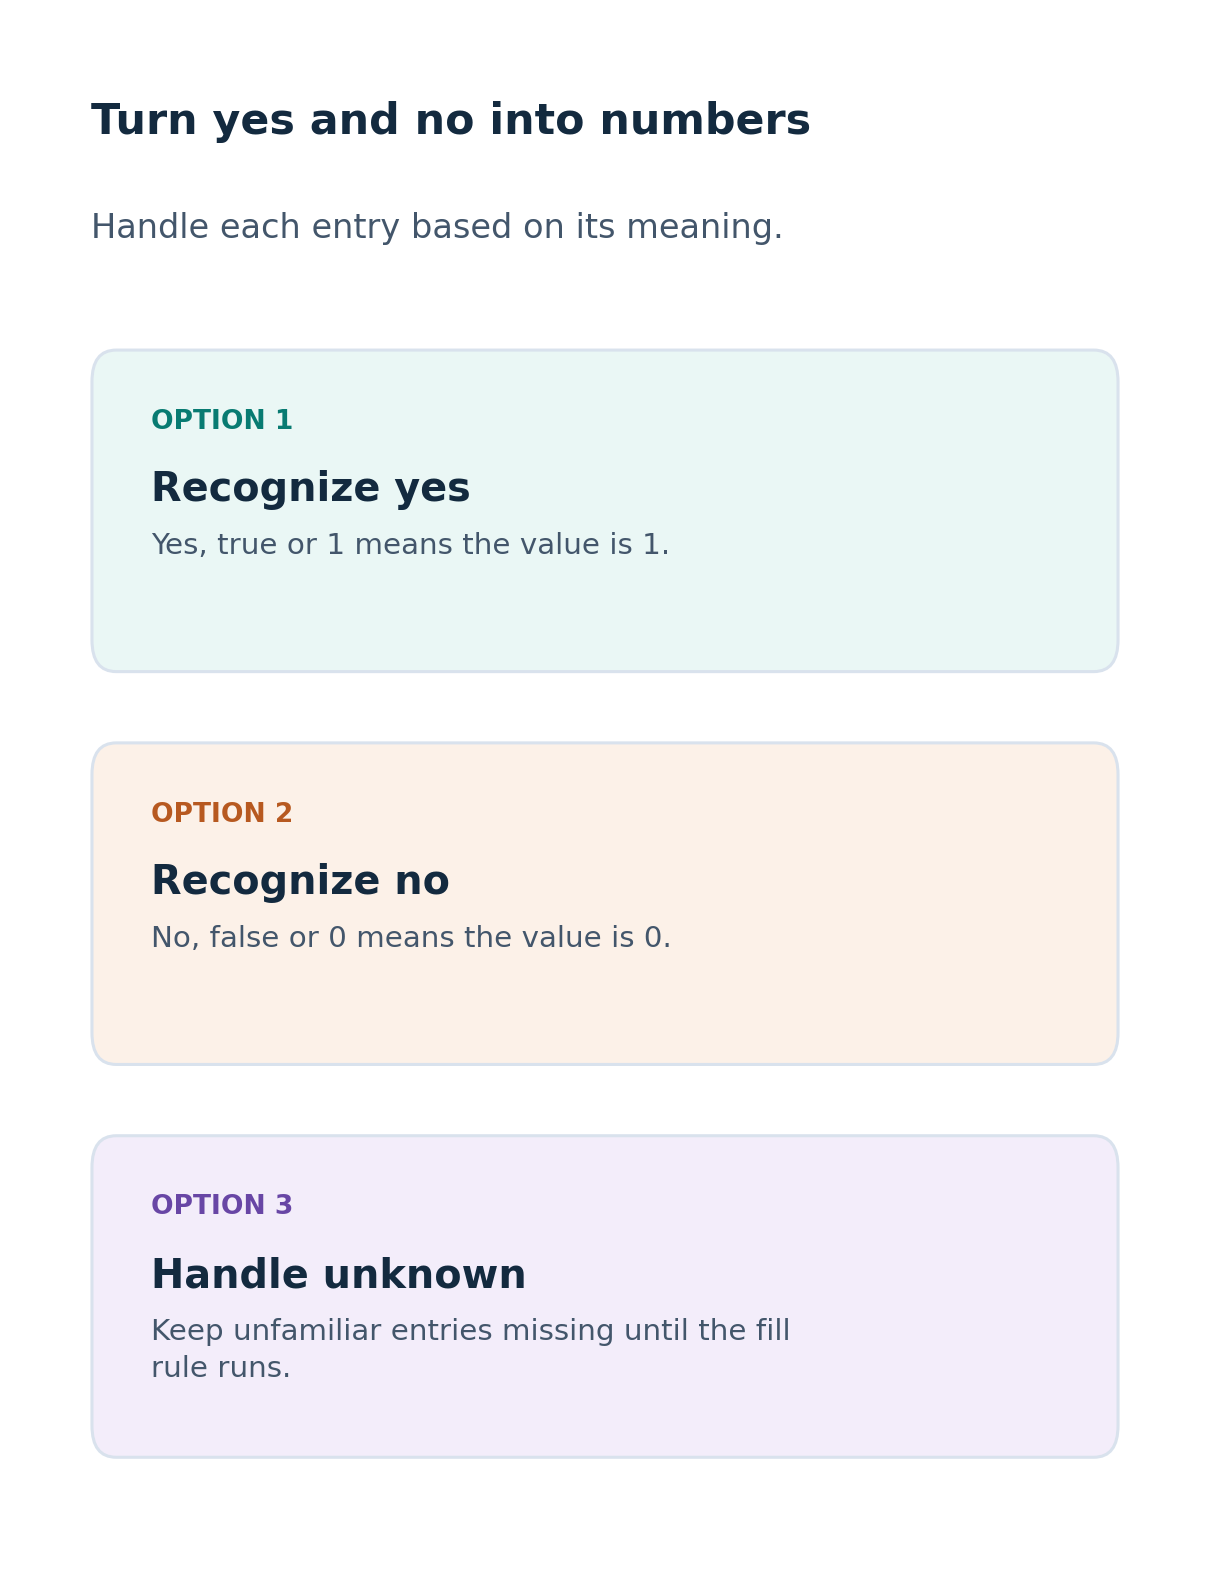 Turn yes and no into numbers
Handle each entry based on its meaning.
OPTION 1
Recognize yes
Yes, true or 1 means the value is 1.
OPTION 2
Recognize no
No, false or 0 means the value is 0.
OPTION 3
Handle unknown
Keep unfamiliar entries missing until the fill
rule runs.